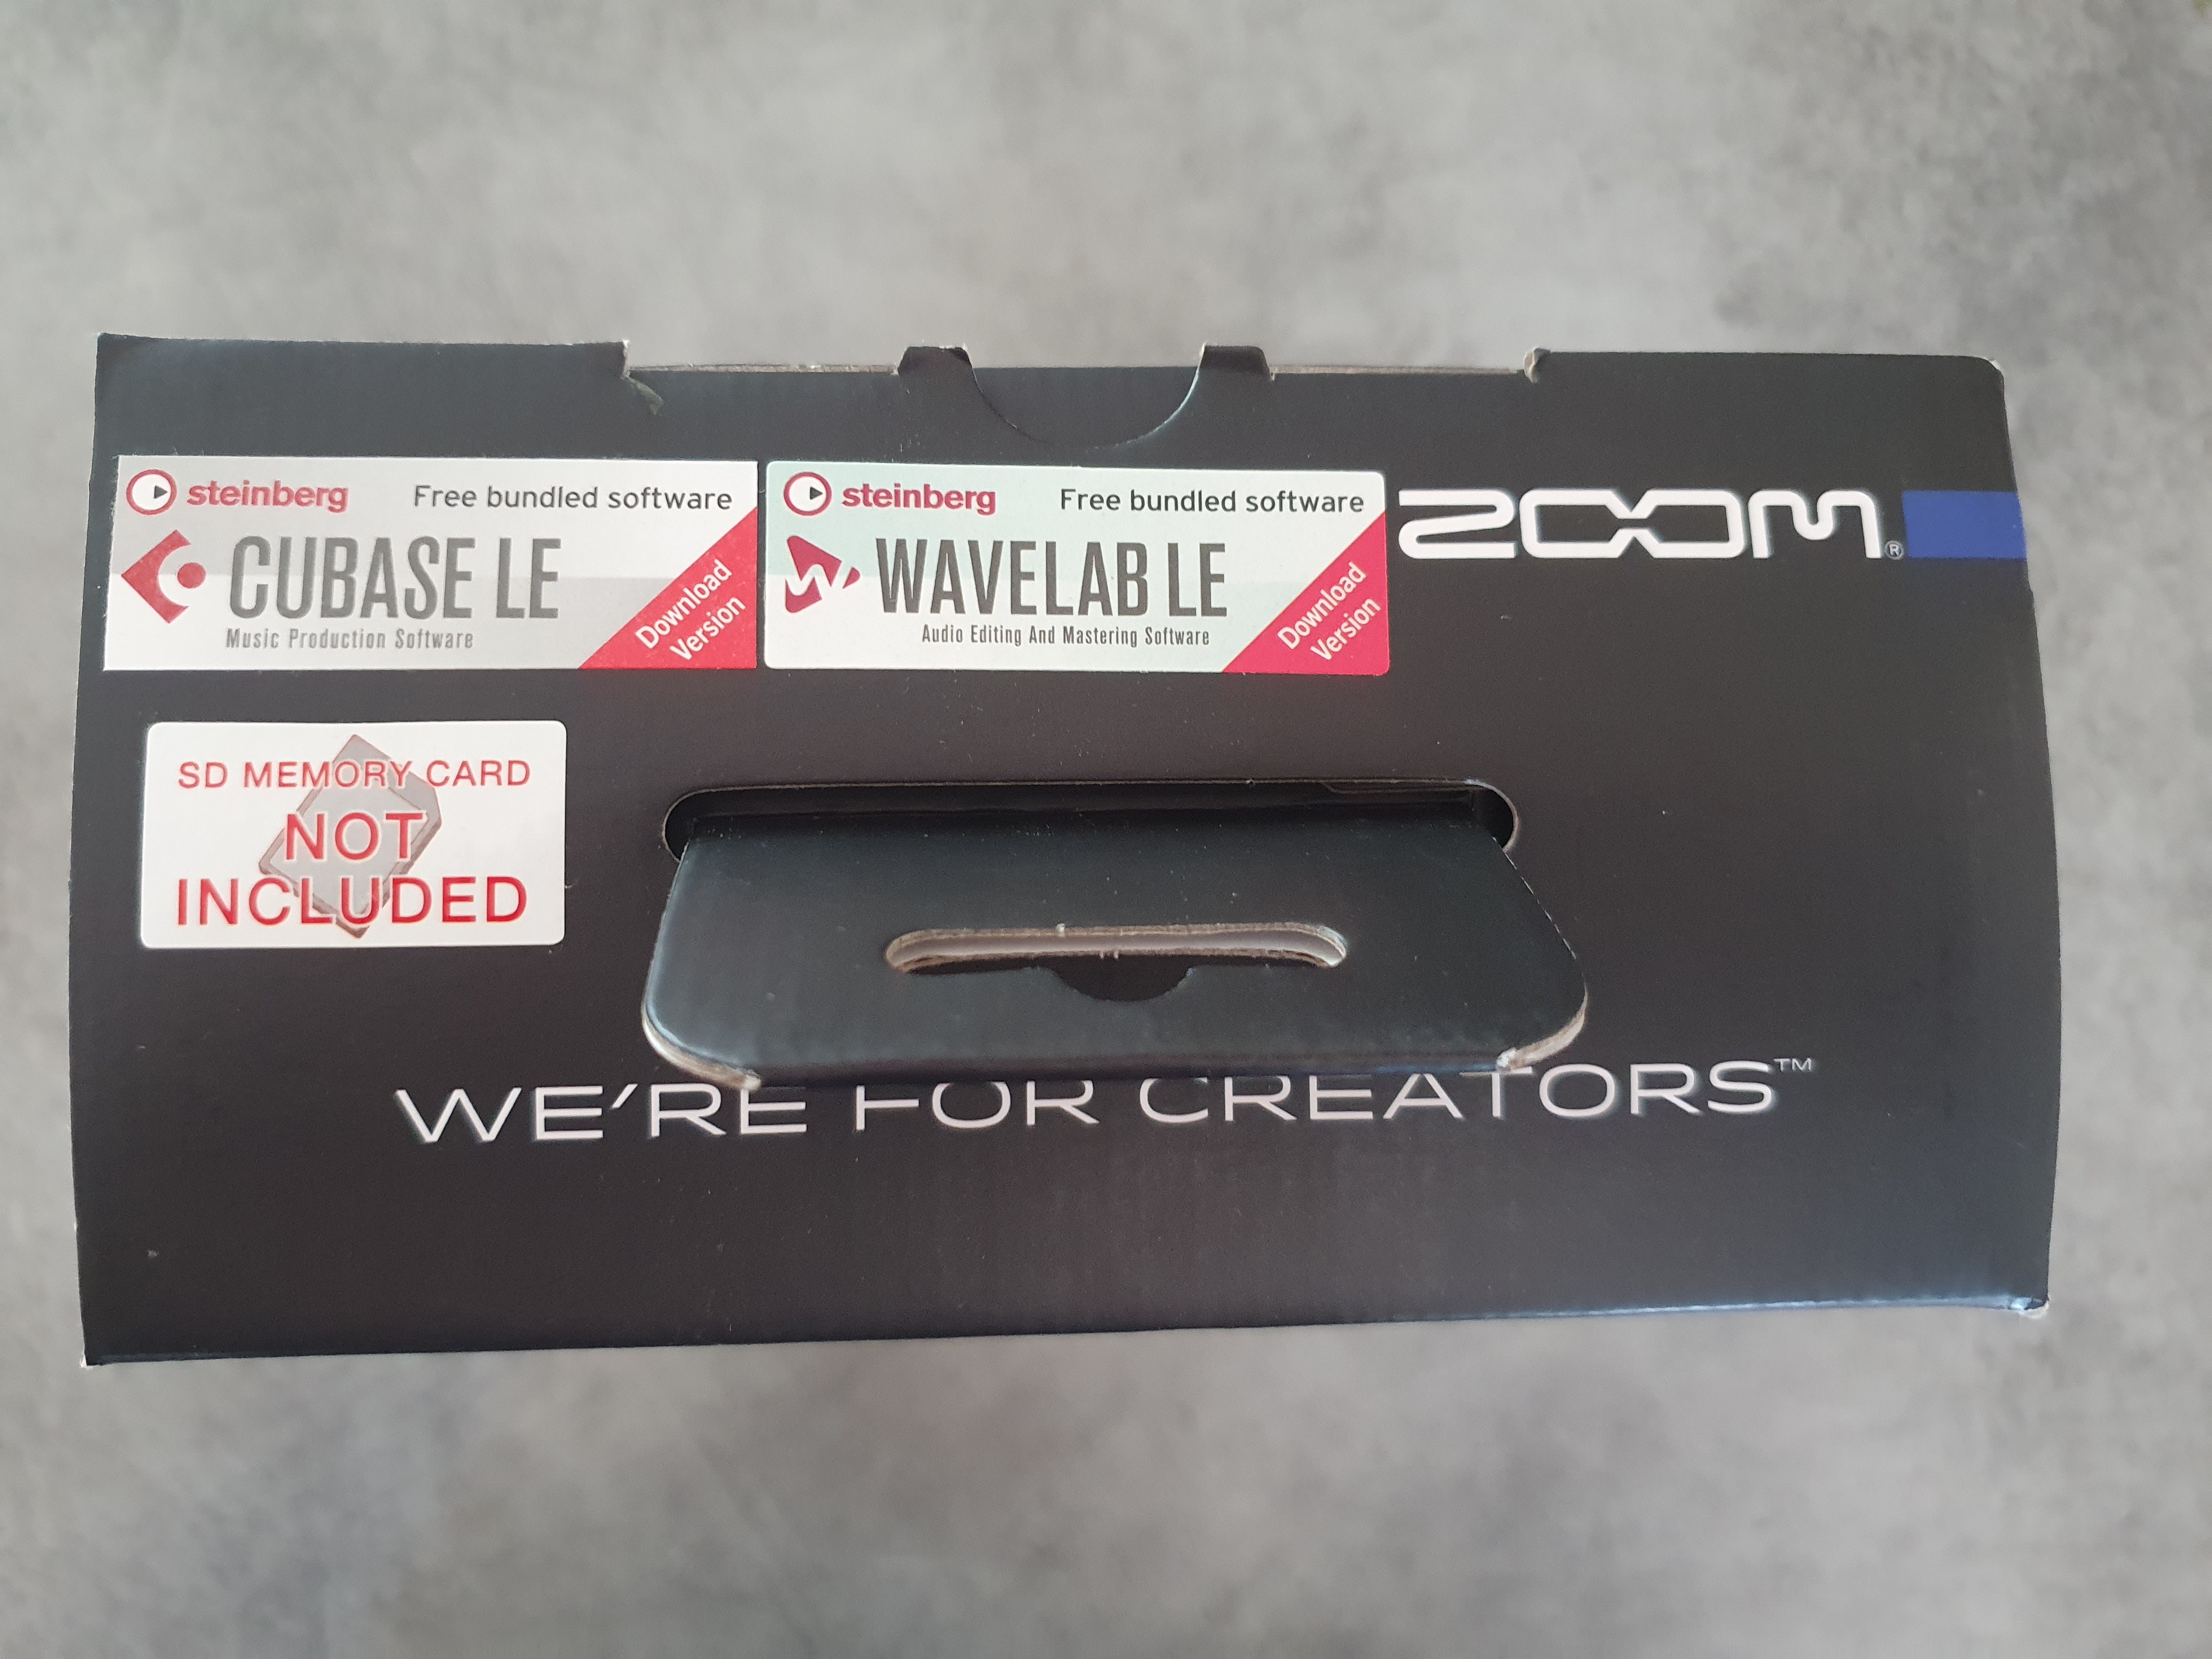 steinberg Free bundled software
CUBASE LE
Music Production Software
Download
Version
steinberg Free bundled software
WAVELAB LE
Audio Editing And Mastering Software
Download
Version
ZOOM®
SD MEMORY CARD
NOT
INCLUDED
WE'RE FOR CREATORS™